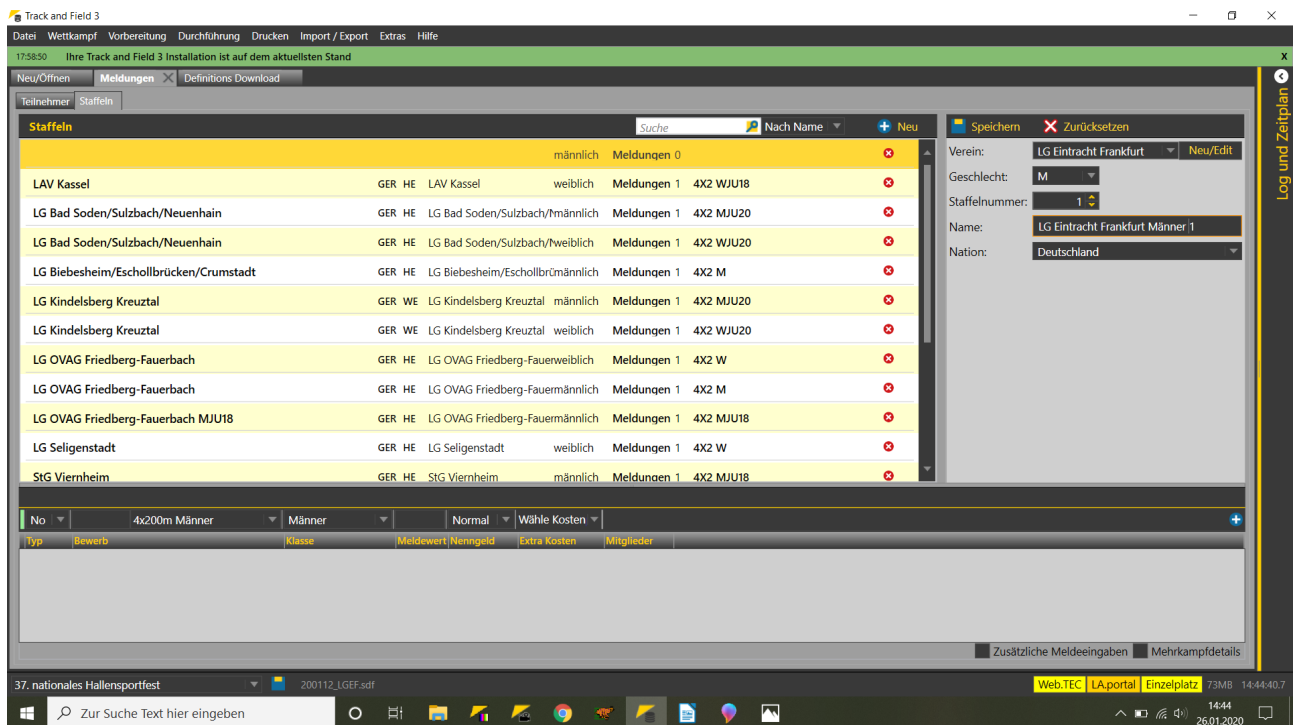 Track and Field 3
Datei Wettkampf Vorbereitung Durchführung Drucken Import / Export Extras Hilfe
17:58:50 Ihre Track and Field 3 Installation ist auf dem aktuellsten Stand X
Neu/Öffnen Meldungen Definitions Download
Teilnehmer Staffeln
Staffeln Suche Nach Name Neu
männlich Meldungen 0
LAV Kassel GER HE LAV Kassel weiblich Meldungen 1 4X2 WJU18
LG Bad Soden/Sulzbach/Neuenhain GER HE LG Bad Soden/Sulzbach/ männlich Meldungen 1 4X2 MJU20
LG Bad Soden/Sulzbach/Neuenhain GER HE LG Bad Soden/Sulzbach/ weiblich Meldungen 1 4X2 WJU20
LG Biebesheim/Eschollbrücken/Crumstadt GER HE LG Biebesheim/Eschollbrü männlich Meldungen 1 4X2 M
LG Kindelsberg Kreuztal GER WE LG Kindelsberg Kreuztal männlich Meldungen 1 4X2 MJU20
LG Kindelsberg Kreuztal GER WE LG Kindelsberg Kreuztal weiblich Meldungen 1 4X2 WJU20
LG OVAG Friedberg-Fauerbach GER HE LG OVAG Friedberg-Fauer weiblich Meldungen 1 4X2 W
LG OVAG Friedberg-Fauerbach GER HE LG OVAG Friedberg-Fauer männlich Meldungen 1 4X2 M
LG OVAG Friedberg-Fauerbach MJU18 GER HE LG OVAG Friedberg-Fauer männlich Meldungen 1 4X2 MJU18
LG Seligenstadt GER HE LG Seligenstadt weiblich Meldungen 1 4X2 W
StG Viernheim GER HE StG Viernheim männlich Meldungen 1 4X2 MJU18
Speichern Zurücksetzen
Verein: LG Eintracht Frankfurt Neu/Edit
Geschlecht: M
Staffelnummer: 1
Name: LG Eintracht Frankfurt Männer 1
Nation: Deutschland
Log und Zeitplan
No 4x200m Männer Männer Normal Wähle Kosten
Typ Bewerb Klasse Meldewert Nenngeld Extra Kosten Mitglieder
Zusätzliche Meldeeingaben Mehrkampfdetails
37. nationales Hallensportfest 200112_LGEF.sdf Web.TEC LA.portal Einzelplatz 73MB 14:44:40.7
Zur Suche Text hier eingeben 14:44
26.01.2020